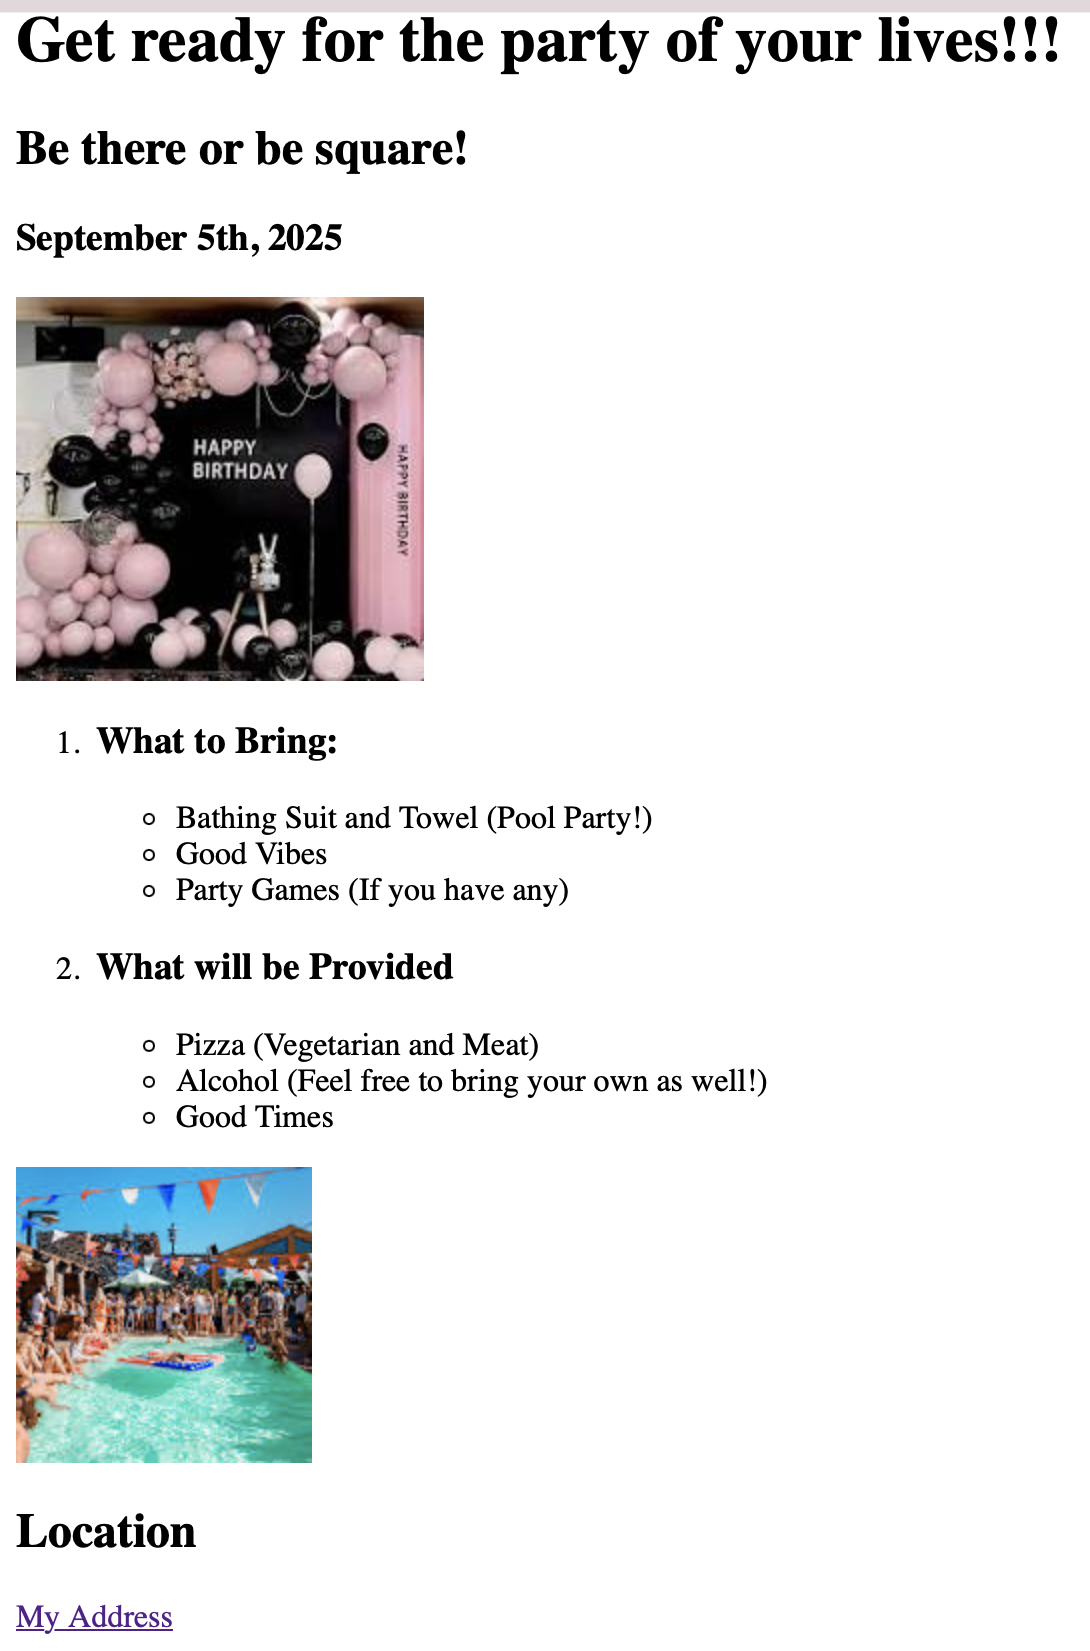 Get ready for the party of your lives!!!
Be there or be square!
September 5th, 2025
HAPPY
BIRTHDAY
HAPPY BIRTHDAY
1. What to Bring:
Bathing Suit and Towel (Pool Party!)
Good Vibes
Party Games (If you have any)
2. What will be Provided
Pizza (Vegetarian and Meat)
Alcohol (Feel free to bring your own as well!)
Good Times
Location
My Address